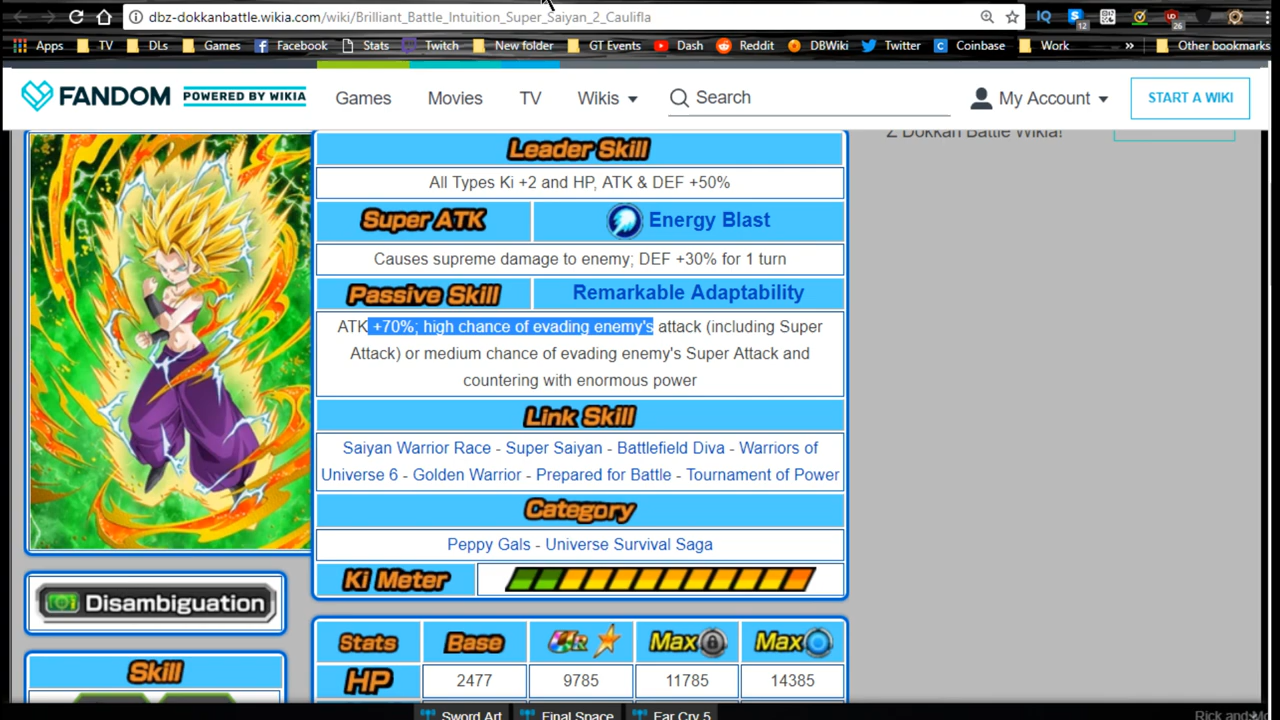 dbz-dokkanbattle.wikia.com/wiki/Brilliant_Battle_Intuition_Super_Saiyan_2_Caulifla
IQ
12
UD
26
Apps TV DLs Games Facebook Stats Twitch New folder GT Events Dash Reddit DBWiki Twitter Coinbase Work » Other bookmarks
FANDOM POWERED BY WIKIA Games Movies TV Wikis Search My Account START A WIKI
Z Dokkan Battle Wikia!
Leader Skill
All Types Ki +2 and HP, ATK & DEF +50%
Super ATK Energy Blast
Causes supreme damage to enemy; DEF +30% for 1 turn
Passive Skill Remarkable Adaptability
ATK +70%; high chance of evading enemy's attack (including Super
Attack) or medium chance of evading enemy's Super Attack and
countering with enormous power
Link Skill
Saiyan Warrior Race - Super Saiyan - Battlefield Diva - Warriors of
Universe 6 - Golden Warrior - Prepared for Battle - Tournament of Power
Category
Peppy Gals - Universe Survival Saga
Ki Meter
Disambiguation
Skill
Stats Base Max Max
HP 2477 9785 11785 14385
Sword Art Final Space Far Cry 5